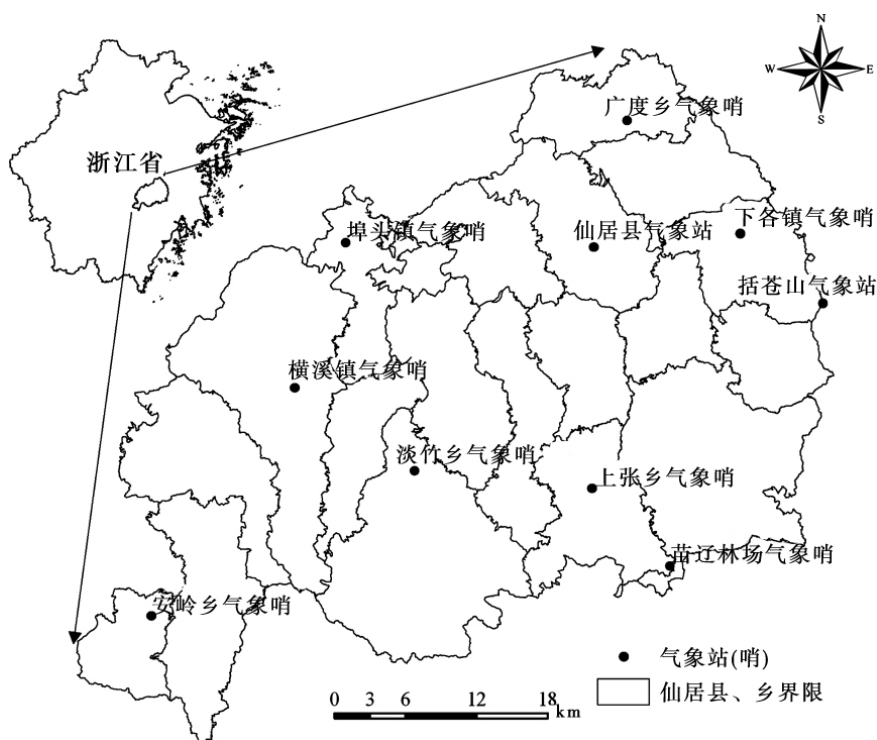 N
W
E
S
浙江省
广度乡气象哨
埠头镇气象哨
仙居县气象站
下各镇气象哨
括苍山气象站
横溪镇气象哨
淡竹乡气象哨
上张乡气象哨
苗辽林场气象哨
安岭乡气象哨
气象站(哨)
仙居县、乡界限
0 3 6 12 18
km